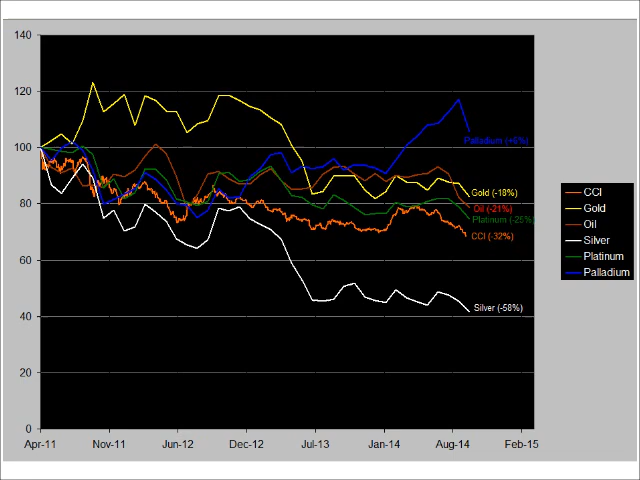 140
120
100
80
60
40
20
0
Palladium (+5%)
Gold (-18%)
Oil (-21%)
Platinum (-25%)
CCI (-32%)
Silver (-58%)
CCI
Gold
Oil
Silver
Platinum
Palladium
Apr-11 Nov-11 Jun-12 Dec-12 Jul-13 Jan-14 Aug-14 Feb-15